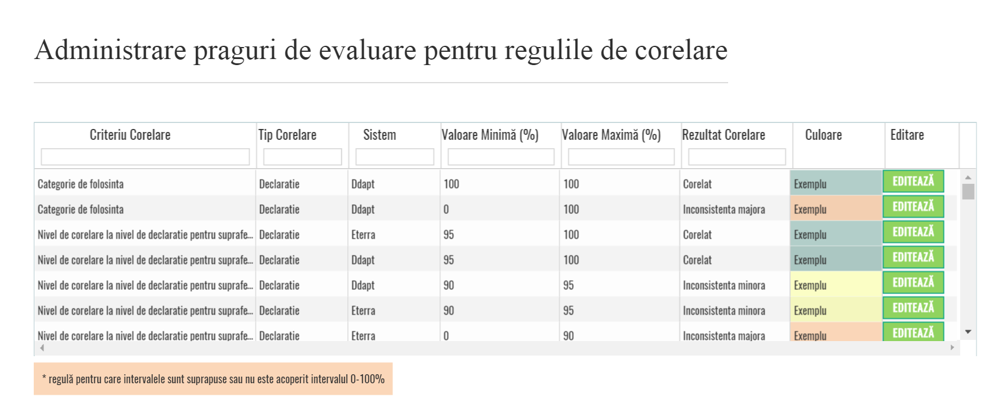 Administrare praguri de evaluare pentru regulile de corelare
Criteriu Corelare Tip Corelare Sistem Valoare Minimă (%) Valoare Maximă (%) Rezultat Corelare Culoare Editare
Categorie de folosinta Declaratie Ddapt 100 100 Corelat Exemplu EDITEAZĂ
Categorie de folosinta Declaratie Ddapt 0 100 Inconsistenta majora Exemplu EDITEAZĂ
Nivel de corelare la nivel de declaratie pentru suprafe... Declaratie Eterra 95 100 Corelat Exemplu EDITEAZĂ
Nivel de corelare la nivel de declaratie pentru suprafe... Declaratie Ddapt 95 100 Corelat Exemplu EDITEAZĂ
Nivel de corelare la nivel de declaratie pentru suprafe... Declaratie Ddapt 90 95 Inconsistenta minora Exemplu EDITEAZĂ
Nivel de corelare la nivel de declaratie pentru suprafe... Declaratie Eterra 90 95 Inconsistenta minora Exemplu EDITEAZĂ
Nivel de corelare la nivel de declaratie pentru suprafe... Declaratie Eterra 0 90 Inconsistenta majora Exemplu EDITEAZĂ
* regulă pentru care intervalele sunt suprapuse sau nu este acoperit intervalul 0-100%